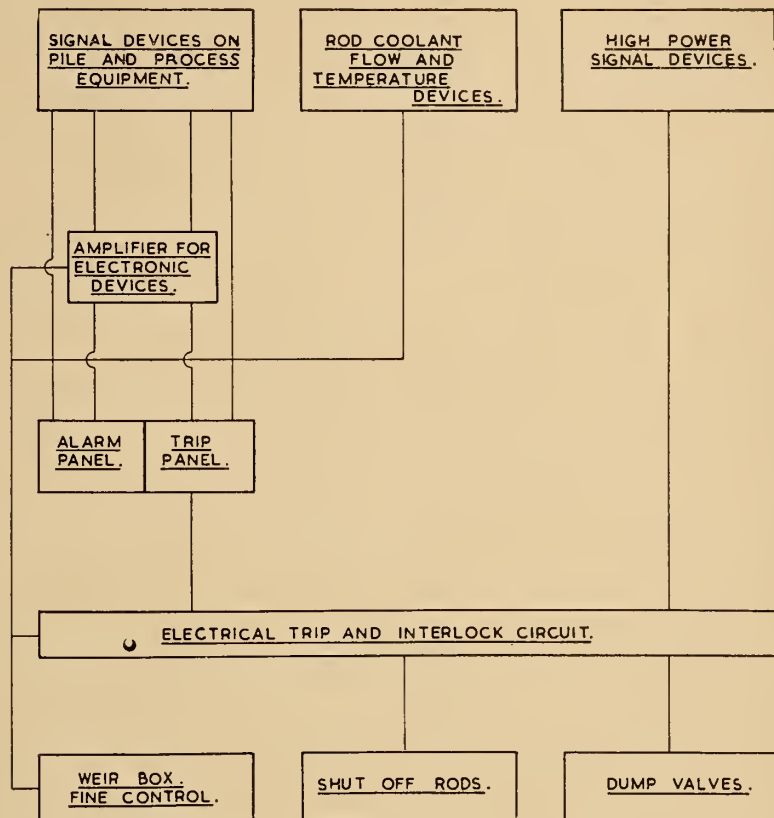 SIGNAL DEVICES ON
PILE AND PROCESS
EQUIPMENT.
ROD COOLANT
FLOW AND
TEMPERATURE
DEVICES.
HIGH POWER
SIGNAL DEVICES.
AMPLIFIER FOR
ELECTRONIC
DEVICES.
ALARM
PANEL.
TRIP
PANEL.
ELECTRICAL TRIP AND INTERLOCK CIRCUIT.
WEIR BOX.
FINE CONTROL.
SHUT OFF RODS.
DUMP VALVES.